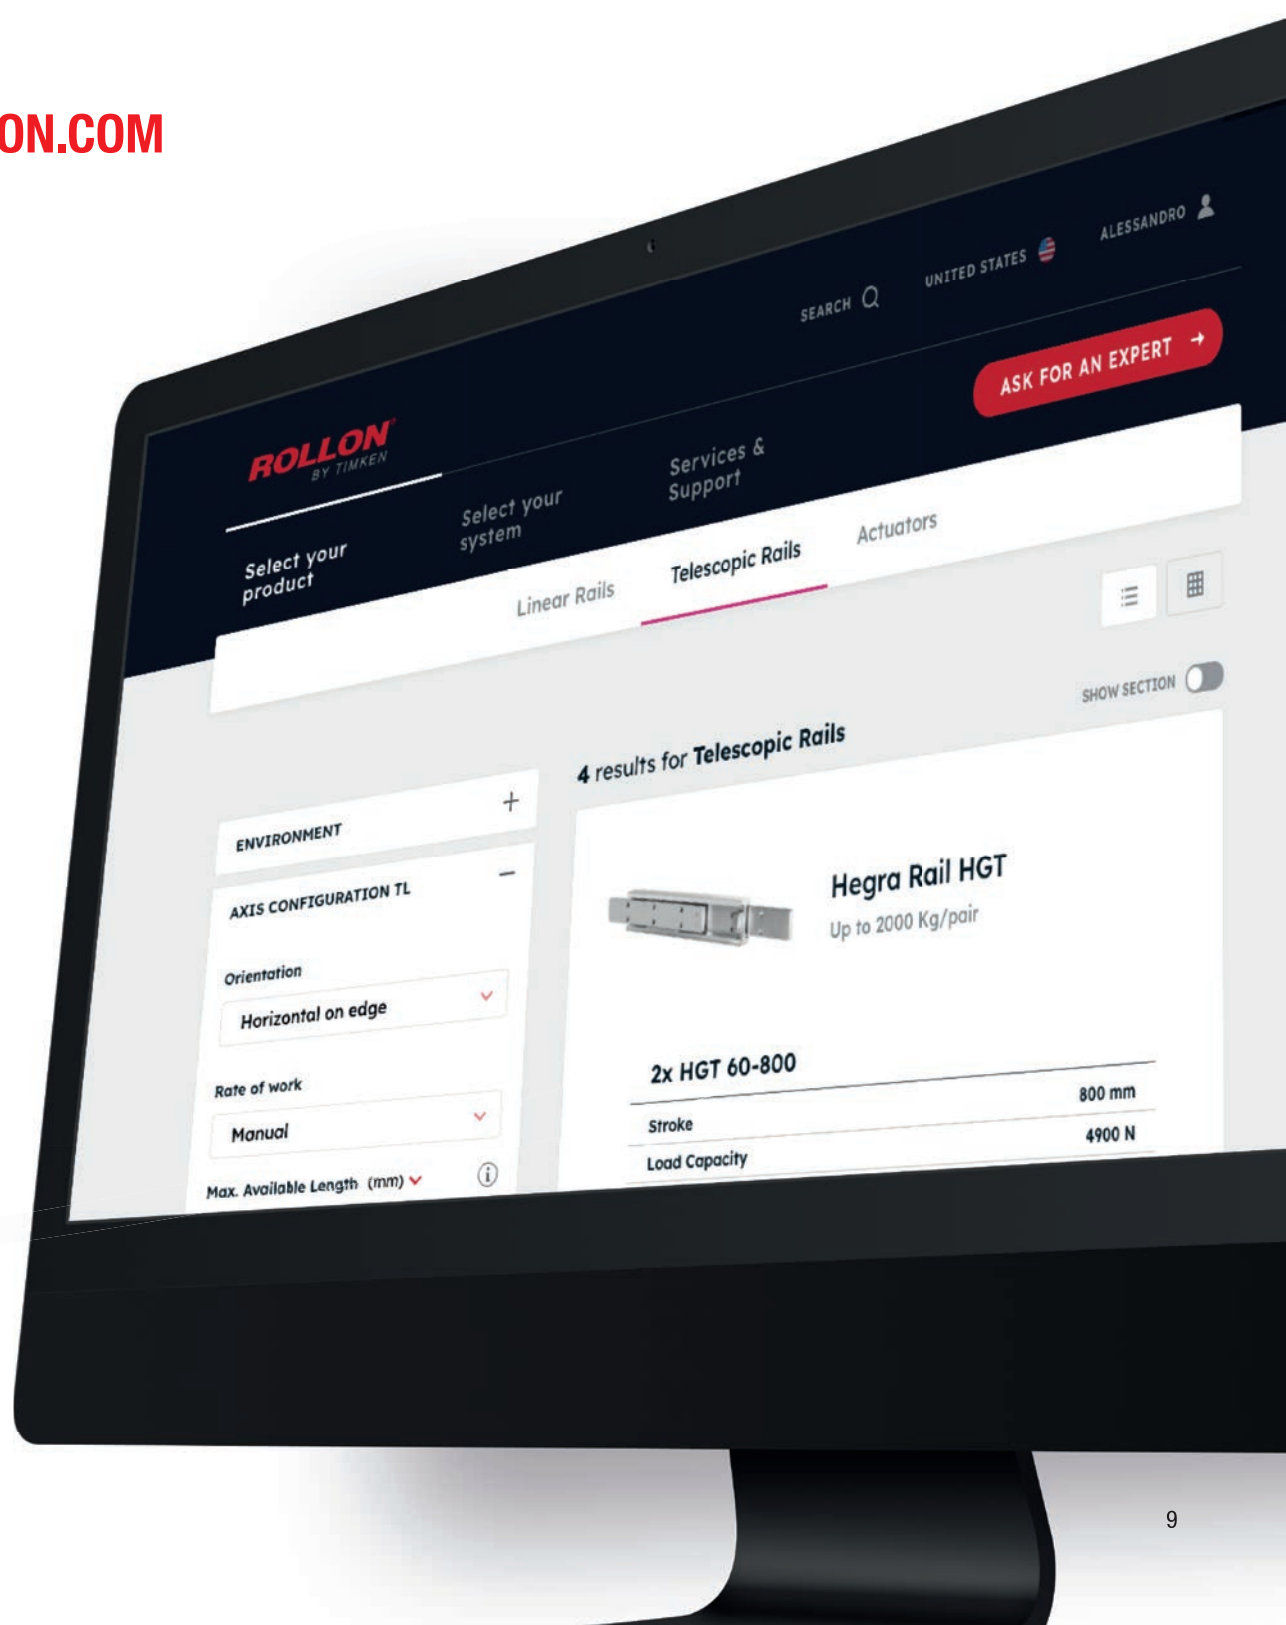 ON.COM
SEARCH
UNITED STATES
ALESSANDRO
ROLLON®
BY TIMKEN
ASK FOR AN EXPERT →
Select your
product
Select your
system
Services &
Support
Linear Rails
Telescopic Rails
Actuators
SHOW SECTION
4 results for Telescopic Rails
ENVIRONMENT +
AXIS CONFIGURATION TL –
Orientation
Horizontal on edge
Rate of work
Manual
Max. Available Length (mm)
i
Hegra Rail HGT
Up to 2000 Kg/pair
2x HGT 60-800
Stroke 800 mm
Load Capacity 4900 N
9